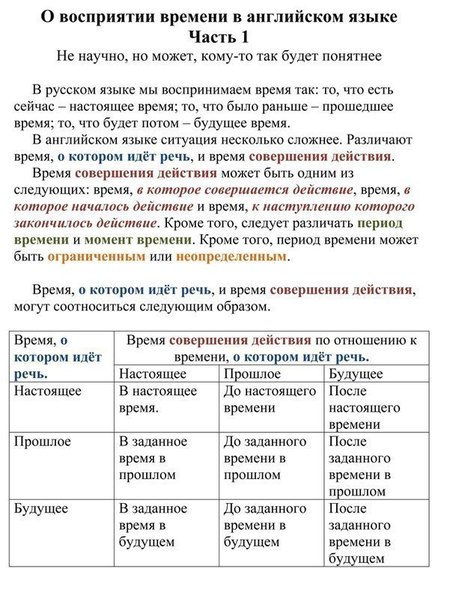 О восприятии времени в английском языке
Часть 1
Не научно, но может, кому-то так будет понятнее
В русском языке мы воспринимаем время так: то, что есть
сейчас – настоящее время; то, что было раньше – прошедшее
время; то, что будет потом – будущее время.
В английском языке ситуация несколько сложнее. Различают
время, о котором идёт речь, и время совершения действия.
Время совершения действия может быть одним из
следующих: время, в которое совершается действие, время, в
которое началось действие и время, к наступлению которого
закончилось действие. Кроме того, следует различать период
времени и момент времени. Кроме того, период времени может
быть ограниченным или неопределенным.
Время, о котором идёт речь, и время совершения действия,
могут соотноситься следующим образом.
Время, о
котором идёт
речь.
Время совершения действия по отношению к
времени, о котором идёт речь.
Настоящее
Прошлое
Будущее
Настоящее
В настоящее
время.
До настоящего
времени
После
настоящего
времени
Прошлое
В заданное
время в
прошлом
До заданного
времени в
прошлом
После
заданного
времени в
прошлом
Будущее
В заданное
время в
будущем
До заданного
времени в
будущем
После
заданного
времени в
будущем